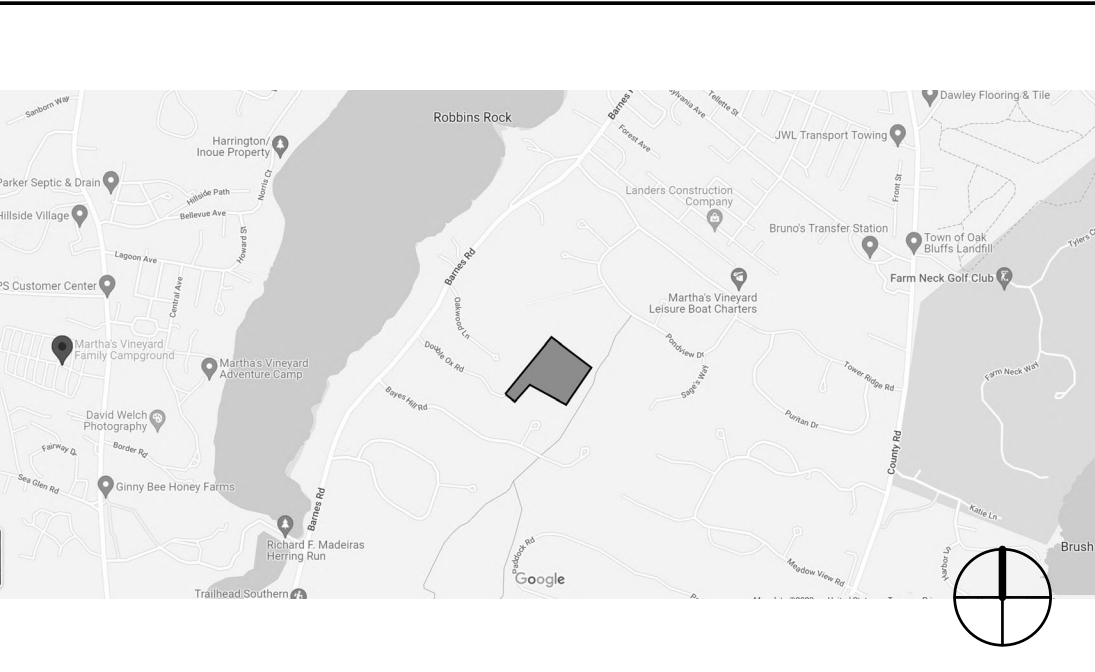 Sanborn Way
Robbins Rock
Barnes
Tellette St
Dawley Flooring & Tile
Forest Ave
JWL Transport Towing
Harrington/
Inoue Property
Norris Ct
Parker Septic & Drain
Hillside Path
Landers Construction
Company
Front St
Hillside Village
Bellevue Ave
Howard St
Bruno's Transfer Station
Town of Oak
Bluffs Landfill
Lagoon Ave
Barnes Rd
Farm Neck Golf Club
PS Customer Center
Central Ave
Martha's Vineyard
Leisure Boat Charters
Oakwood Ln
Martha's Vineyard
Family Campground
Double Ox Rd
Pondview Dr
Martha's Vineyard
Adventure Camp
Sage's Way
Tower Ridge Rd
Farm Neck Way
Bayes Hill Rd
David Welch
Photography
Puritan Dr
Fairway D
Border Rd
County Rd
Sea Glen Rd
Ginny Bee Honey Farms
Barnes Rd
Katie Ln
Richard F. Madeiras
Herring Run
Paddock Rd
Brush
Harbor Ln
Google
Meadow View Rd
Trailhead Southern